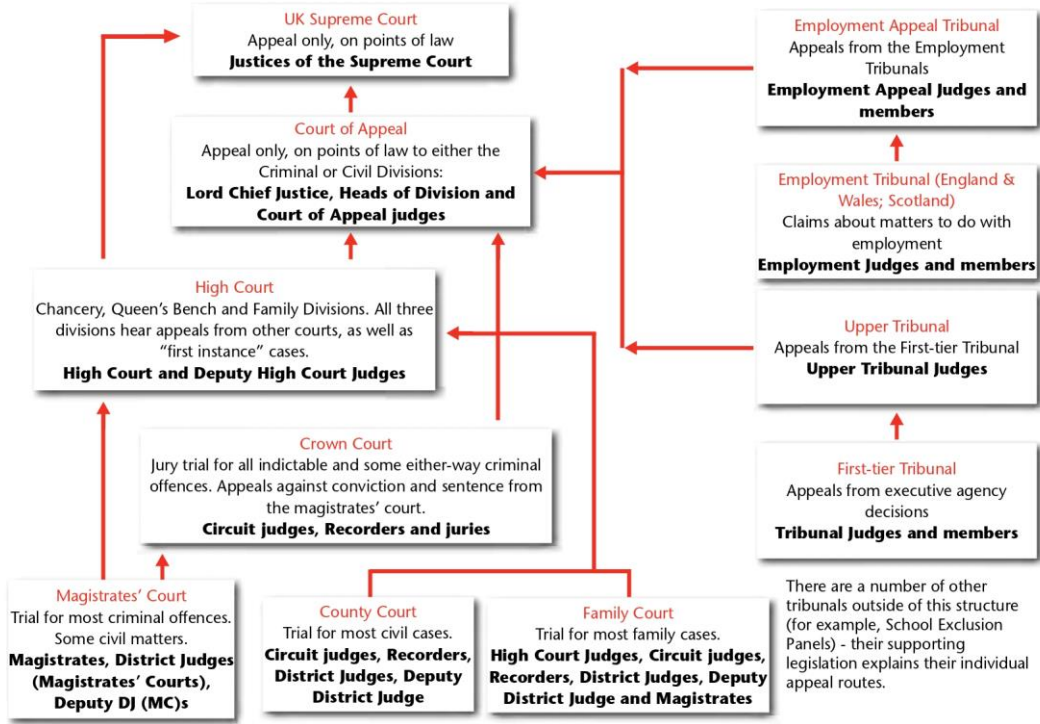 UK Supreme Court
Appeal only, on points of law
Justices of the Supreme Court
Court of Appeal
Appeal only, on points of law to either the
Criminal or Civil Divisions:
Lord Chief Justice, Heads of Division and
Court of Appeal judges
High Court
Chancery, Queen's Bench and Family Divisions. All three
divisions hear appeals from other courts, as well as
“first instance” cases.
High Court and Deputy High Court Judges
Crown Court
Jury trial for all indictable and some either-way criminal
offences. Appeals against conviction and sentence from
the magistrates' court.
Circuit judges, Recorders and juries
Magistrates' Court
Trial for most criminal offences.
Some civil matters.
Magistrates, District Judges
(Magistrates' Courts),
Deputy DJ (MC)s
County Court
Trial for most civil cases.
Circuit judges, Recorders,
District Judges, Deputy
District Judge
Family Court
Trial for most family cases.
High Court Judges, Circuit judges,
Recorders, District Judges, Deputy
District Judge and Magistrates
Employment Appeal Tribunal
Appeals from the Employment
Tribunals
Employment Appeal Judges and
members
Employment Tribunal (England &
Wales; Scotland)
Claims about matters to do with
employment
Employment Judges and members
Upper Tribunal
Appeals from the First-tier Tribunal
Upper Tribunal Judges
First-tier Tribunal
Appeals from executive agency
decisions
Tribunal Judges and members
There are a number of other
tribunals outside of this structure
(for example, School Exclusion
Panels) - their supporting
legislation explains their individual
appeal routes.